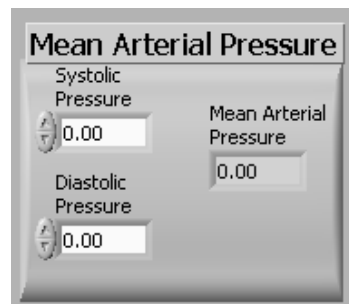 Mean Arterial Pressure
Systolic
Pressure
0.00
Mean Arterial
Pressure
0.00
Diastolic
Pressure
0.00